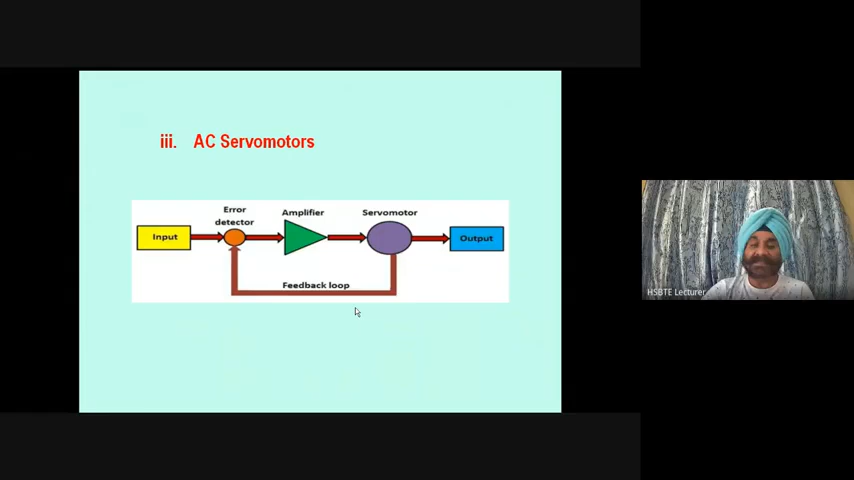 iii. AC Servomotors
Error
detector
Amplifier
Servomotor
Input
Output
Feedback loop
HSBTE Lecturer